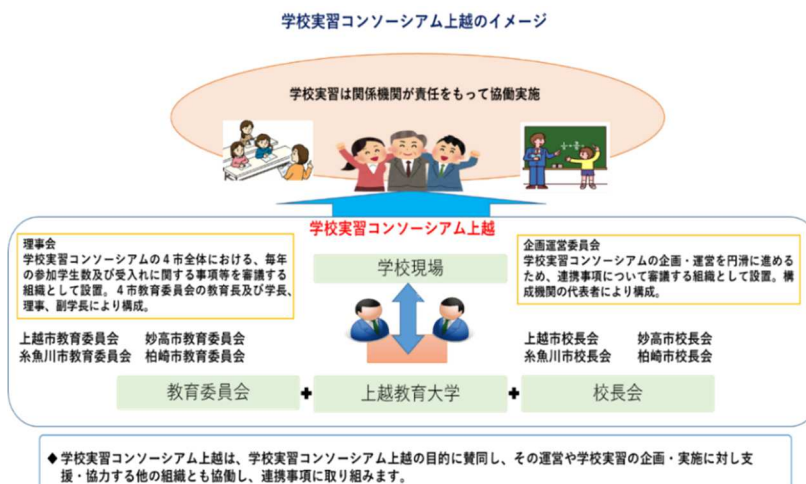 学校実習コンソーシアム上越のイメージ
学校実習は関係機関が責任をもって協働実施
学校実習コンソーシアム上越
理事会
学校実習コンソーシアムの4市全体における、毎年
の参加学生数及び受入れに関する事項等を審議する
組織として設置。4市教育委員会の教育長及び学長、
理事、副学長により構成。
学校現場
企画運営委員会
学校実習コンソーシアムの企画・運営を円滑に進める
ため、連携事項について審議する組織として設置。構
成機関の代表者により構成。
上越市教育委員会 妙高市教育委員会
糸魚川市教育委員会 柏崎市教育委員会
上越市校長会 妙高市校長会
糸魚川市校長会 柏崎市校長会
教育委員会 + 上越教育大学 + 校長会
◆学校実習コンソーシアム上越は、学校実習コンソーシアム上越の目的に賛同し、その運営や学校実習の企画・実施に対し支
援・協力する他の組織とも協働し、連携事項に取り組みます。